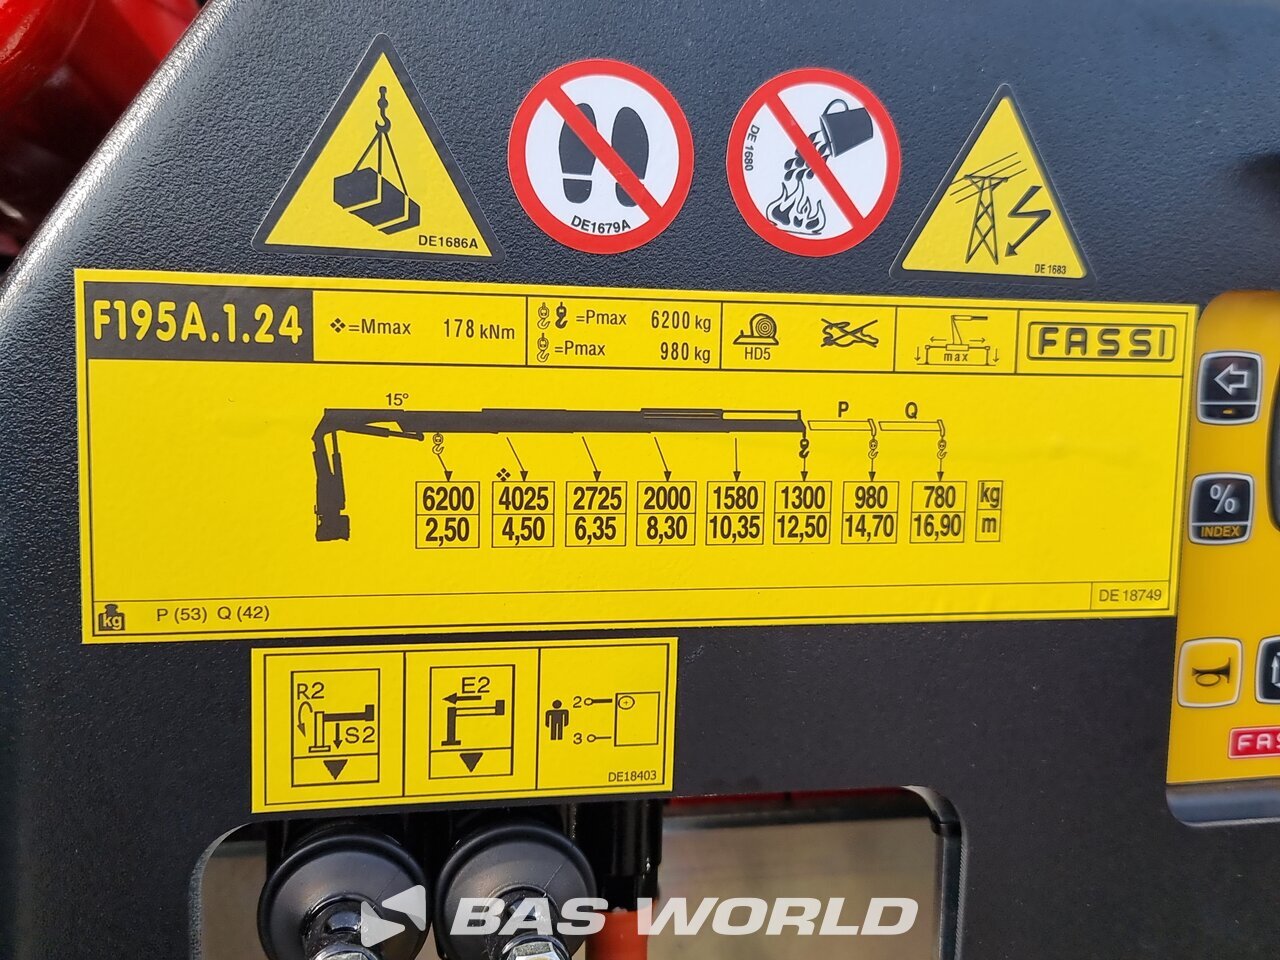 DE1686A
DE1679A
DE 1680
DE 1683
F195A.1.24
=Mmax 178 kNm
=Pmax 6200 kg
=Pmax 980 kg
HD5
max
FASSI
15°
P Q
6200 4025 2725 2000 1580 1300 980 780 kg
2,50 4,50 6,35 8,30 10,35 12,50 14,70 16,90 m
kg P (53) Q (42)
DE 18749
%
INDEX
R2
S2
E2
2
3
DE18403
FAS
BAS WORLD